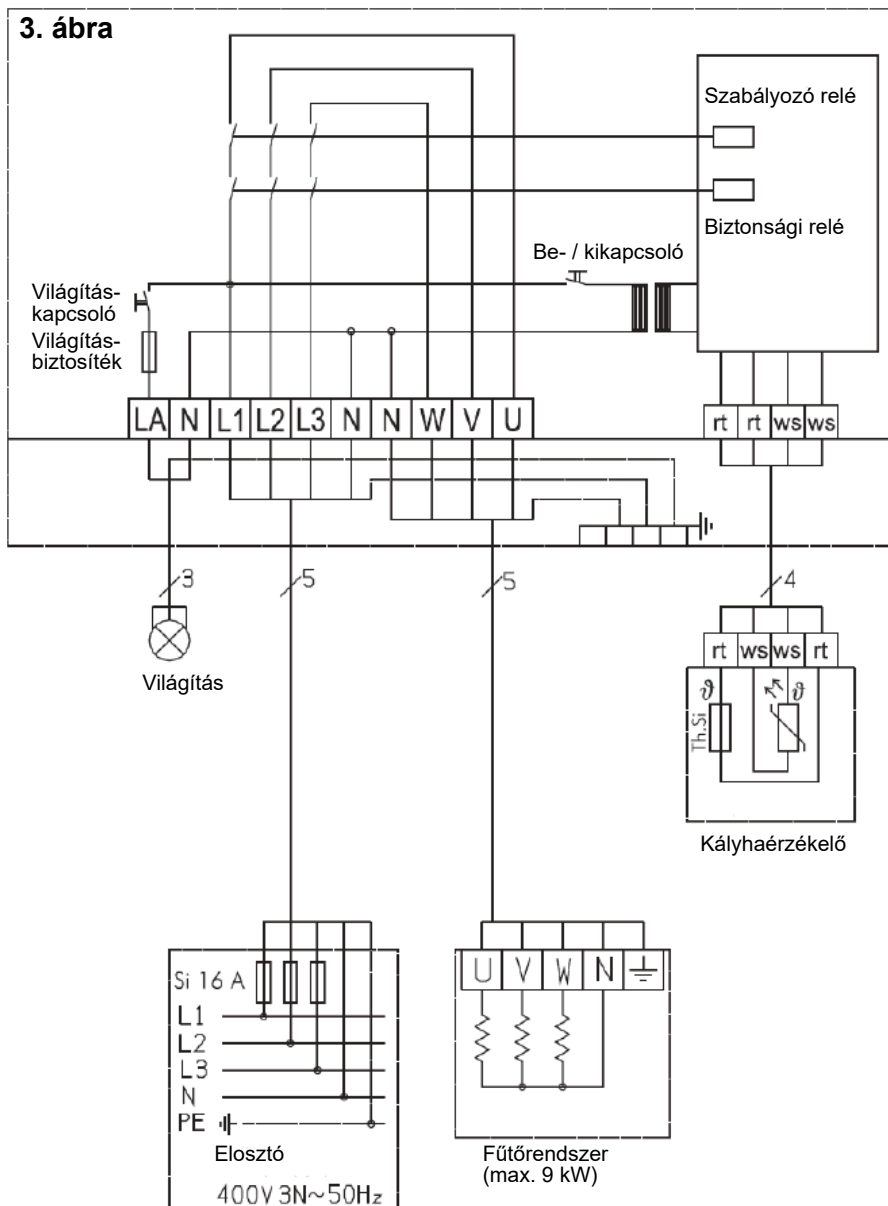 3. ábra
Szabályozó relé
Biztonsági relé
Be- / kikapcsoló
Világítás-
kapcsoló
Világítás-
biztosíték
LA N L1 L2 L3 N N W V U
rt rt ws ws
3
5
5
4
Világítás
rt ws ws rt
ϑ ϑ
Th.Si
Kályhaérzékelő
Si 16 A
L1
L2
L3
N
PE
Elosztó
400V 3N~50Hz
U V W N
Fűtőrendszer
(max. 9 kW)